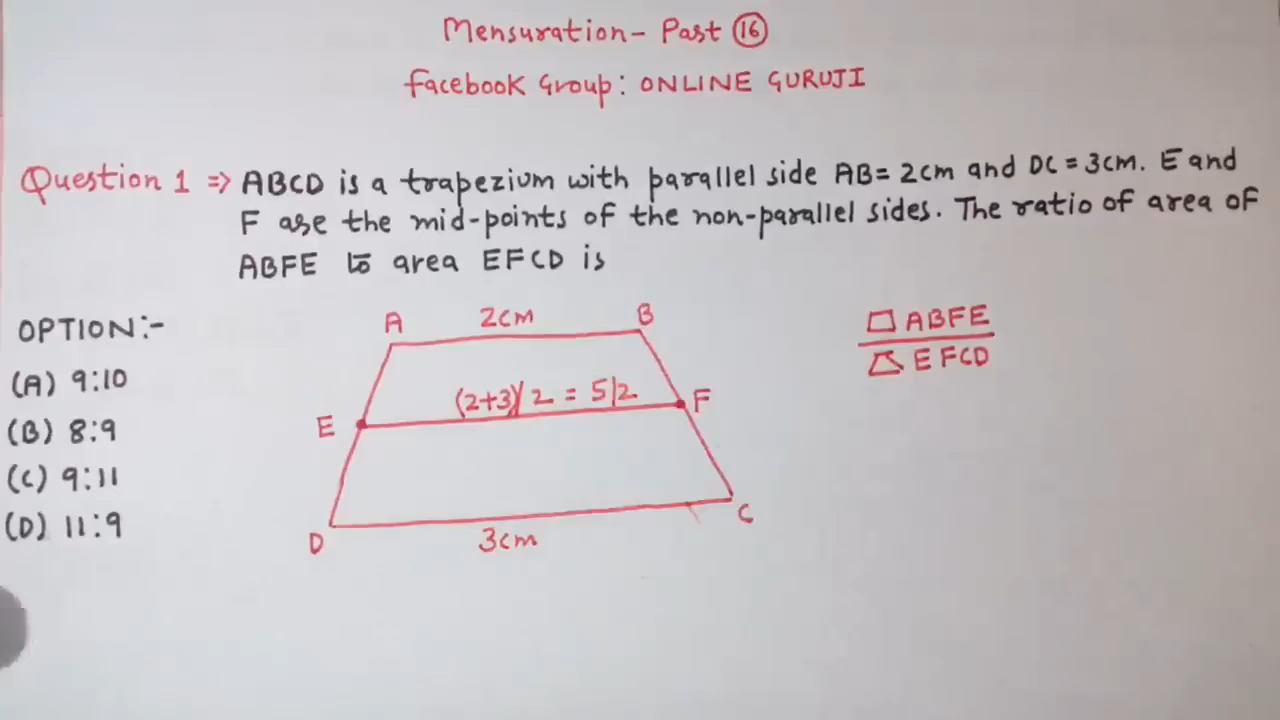 Mensuration- Part 16
Facebook Group: ONLINE GURUJI
Question 1 => ABCD is a trapezium with parallel side AB= 2cm and DC = 3cm. E and
F are the mid-points of the non-parallel sides. The ratio of area of
ABFE to area EFCD is
OPTION:-
(A) 9:10
(B) 8:9
(C) 9:11
(D) 11:9
A 2cm B
E (2+3)/2 = 5/2 F
D 3cm C
□ ABFE
EFCD